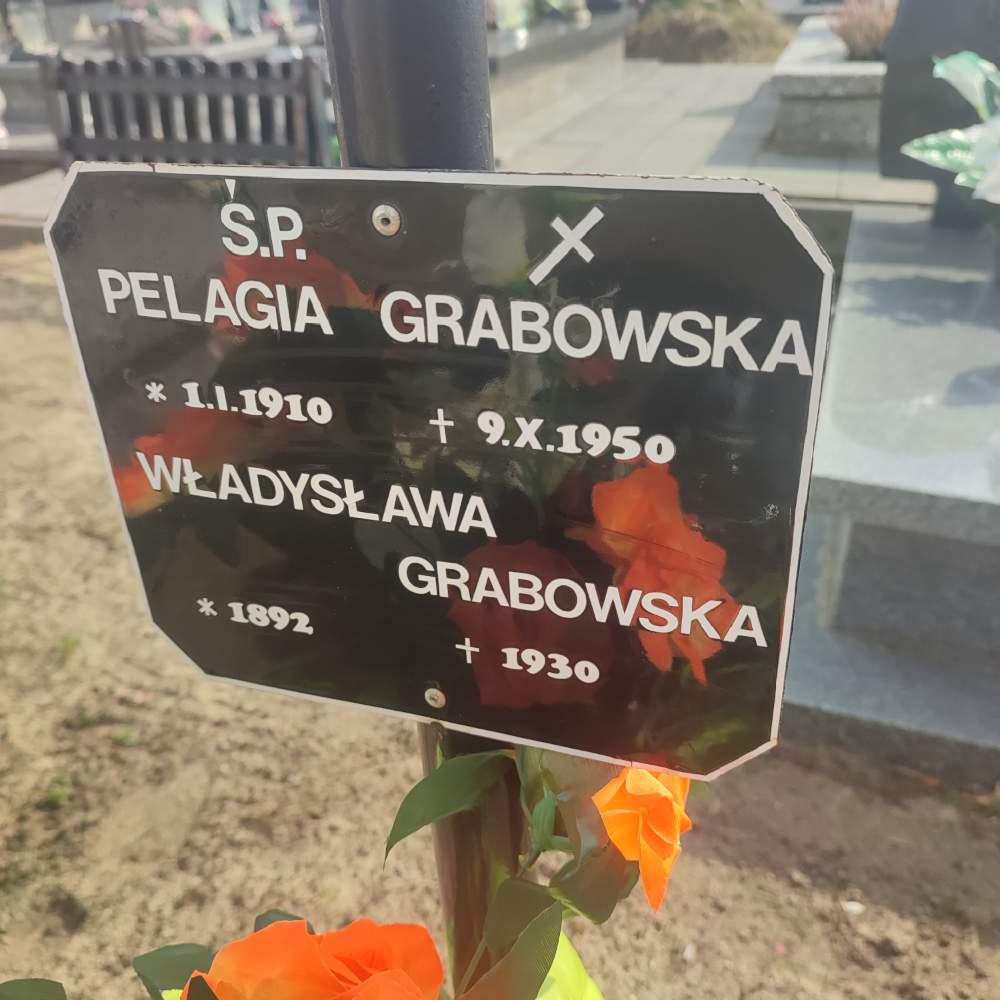 Ś.P.
PELAGIA GRABOWSKA
* 1.I.1910 † 9.X.1950
WŁADYSŁAWA
GRABOWSKA
* 1892 † 1930